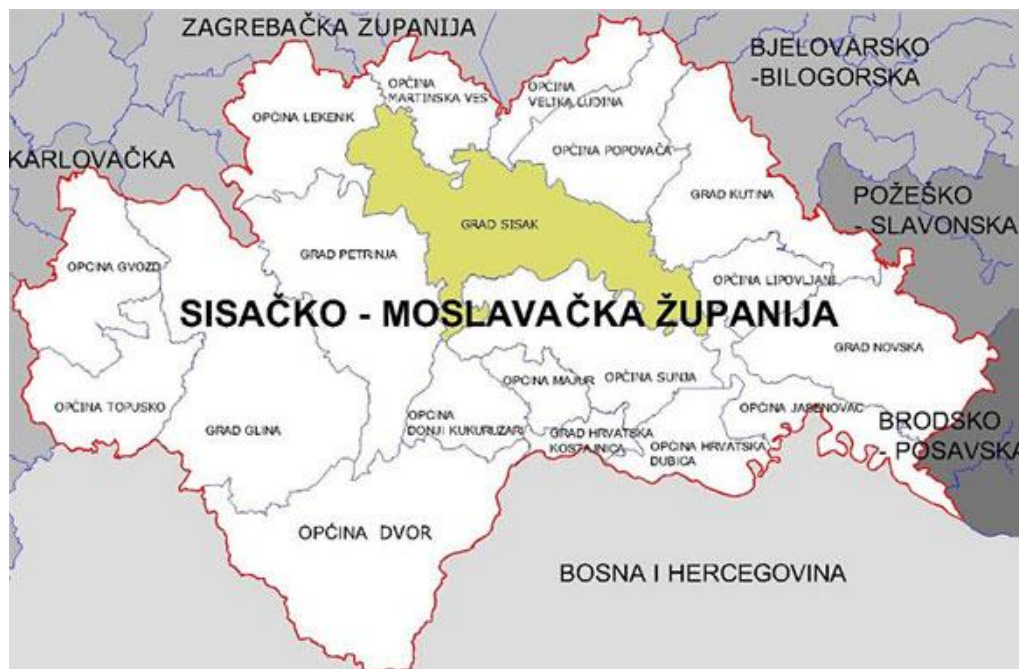 ZAGREBAČKA ŽUPANIJA
BJELOVARSKO
-BILOGORSKA
OPĆINA
MARTINSKA VES
OPĆINA
VELIKA LUDINA
OPĆINA LEKENIK
OPĆINA POPOVAČA
KARLOVAČKA
GRAD KUTINA
POŽEŠKO
- SLAVONSKA
GRAD SISAK
GRAD PETRINJA
OPĆINA GVOZD
OPĆINA LIPOVLJANI
SISAČKO - MOSLAVAČKA ŽUPANIJA
GRAD NOVSKA
OPĆINA MAJUR
OPĆINA SUNJA
OPĆINA TOPUSKO
GRAD GLINA
OPĆINA
DONJI KUKURUZARI
OPĆINA JASENOVAC
GRAD HRVATSKA
KOSTAJNICA
OPĆINA HRVATSKA
DUBICA
BRODSKO
- POSAVSKA
OPĆINA DVOR
BOSNA I HERCEGOVINA